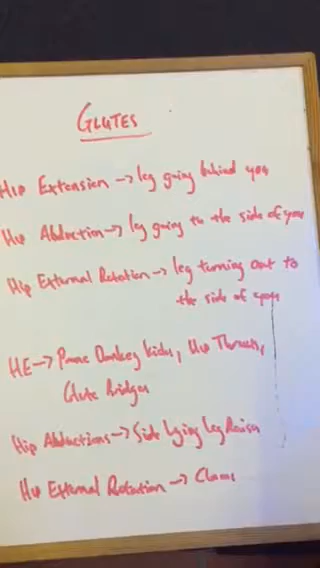 GLUTES
Hip Extension -> leg going behind you
Hip Abduction -> leg going to the side of you
Hip External Rotation -> leg turning out to
the side of you
HE -> Prone Donkey kicks, Hip Thrusts,
Glute Bridges
Hip Abductions -> Side Lying Leg Raises
Hip External Rotation -> Clams